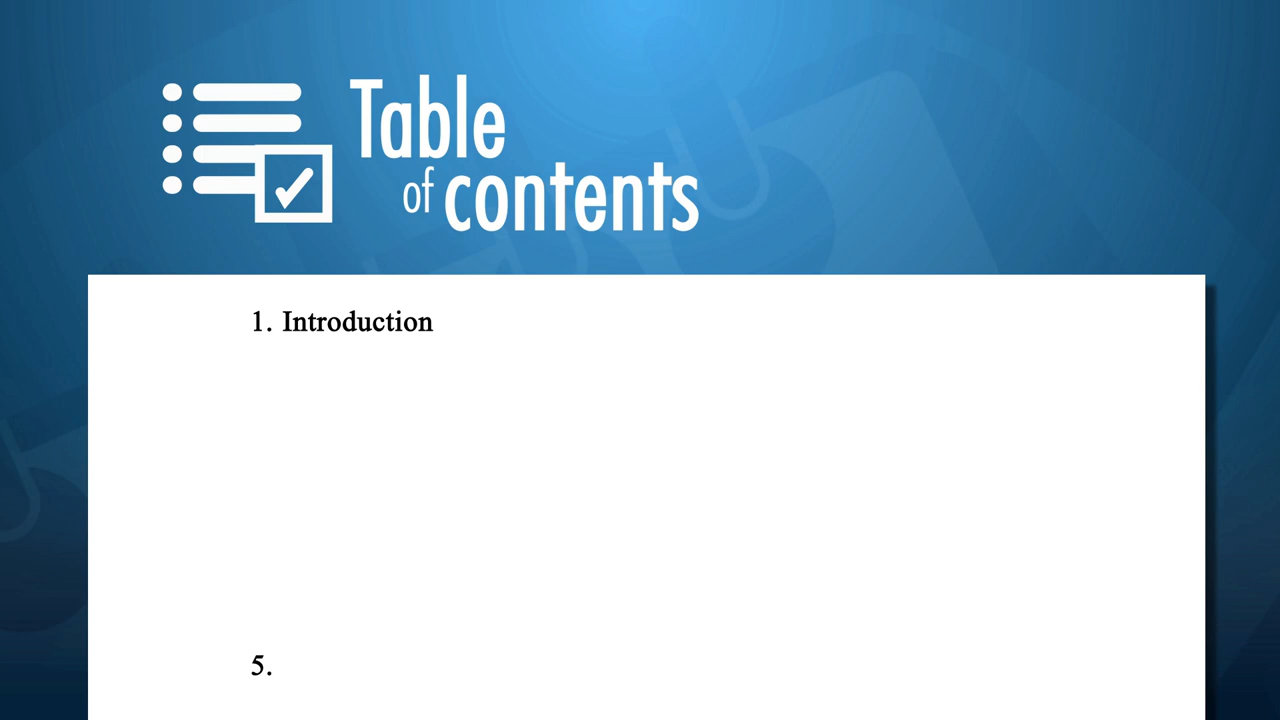 Table
of contents
1. Introduction
5.